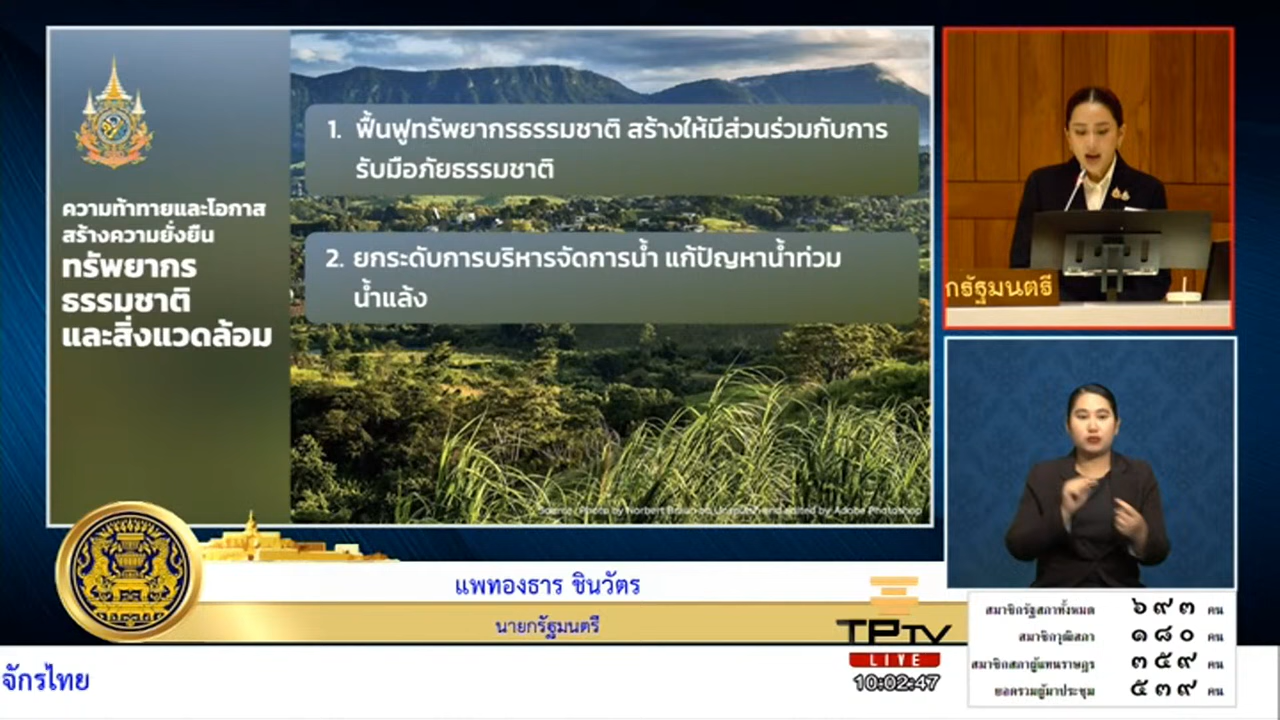 ความท้าทายและโอกาส
สร้างความยั่งยืน
ทรัพยากร
ธรรมชาติ
และสิ่งแวดล้อม
1. ฟื้นฟูทรัพยากรธรรมชาติ สร้างให้มีส่วนร่วมกับการ
รับมือภัยธรรมชาติ
2. ยกระดับการบริหารจัดการน้ำ แก้ปัญหาน้ำท่วม
น้ำแล้ง
Source: Photo by Norbert Braun on Unsplash and edited by Adobe Photoshop
กรัฐมนตรี
แพทองธาร ชินวัตร
นายกรัฐมนตรี
TPTV
LIVE
10:02:47
สมาชิกรัฐสภาทั้งหมด ๖๙๓ คน
สมาชิกวุฒิสภา ๑๘๐ คน
สมาชิกสภาผู้แทนราษฎร ๓๕๙ คน
ยอดรวมผู้มาประชุม ๕๓๙ คน
จักรไทย